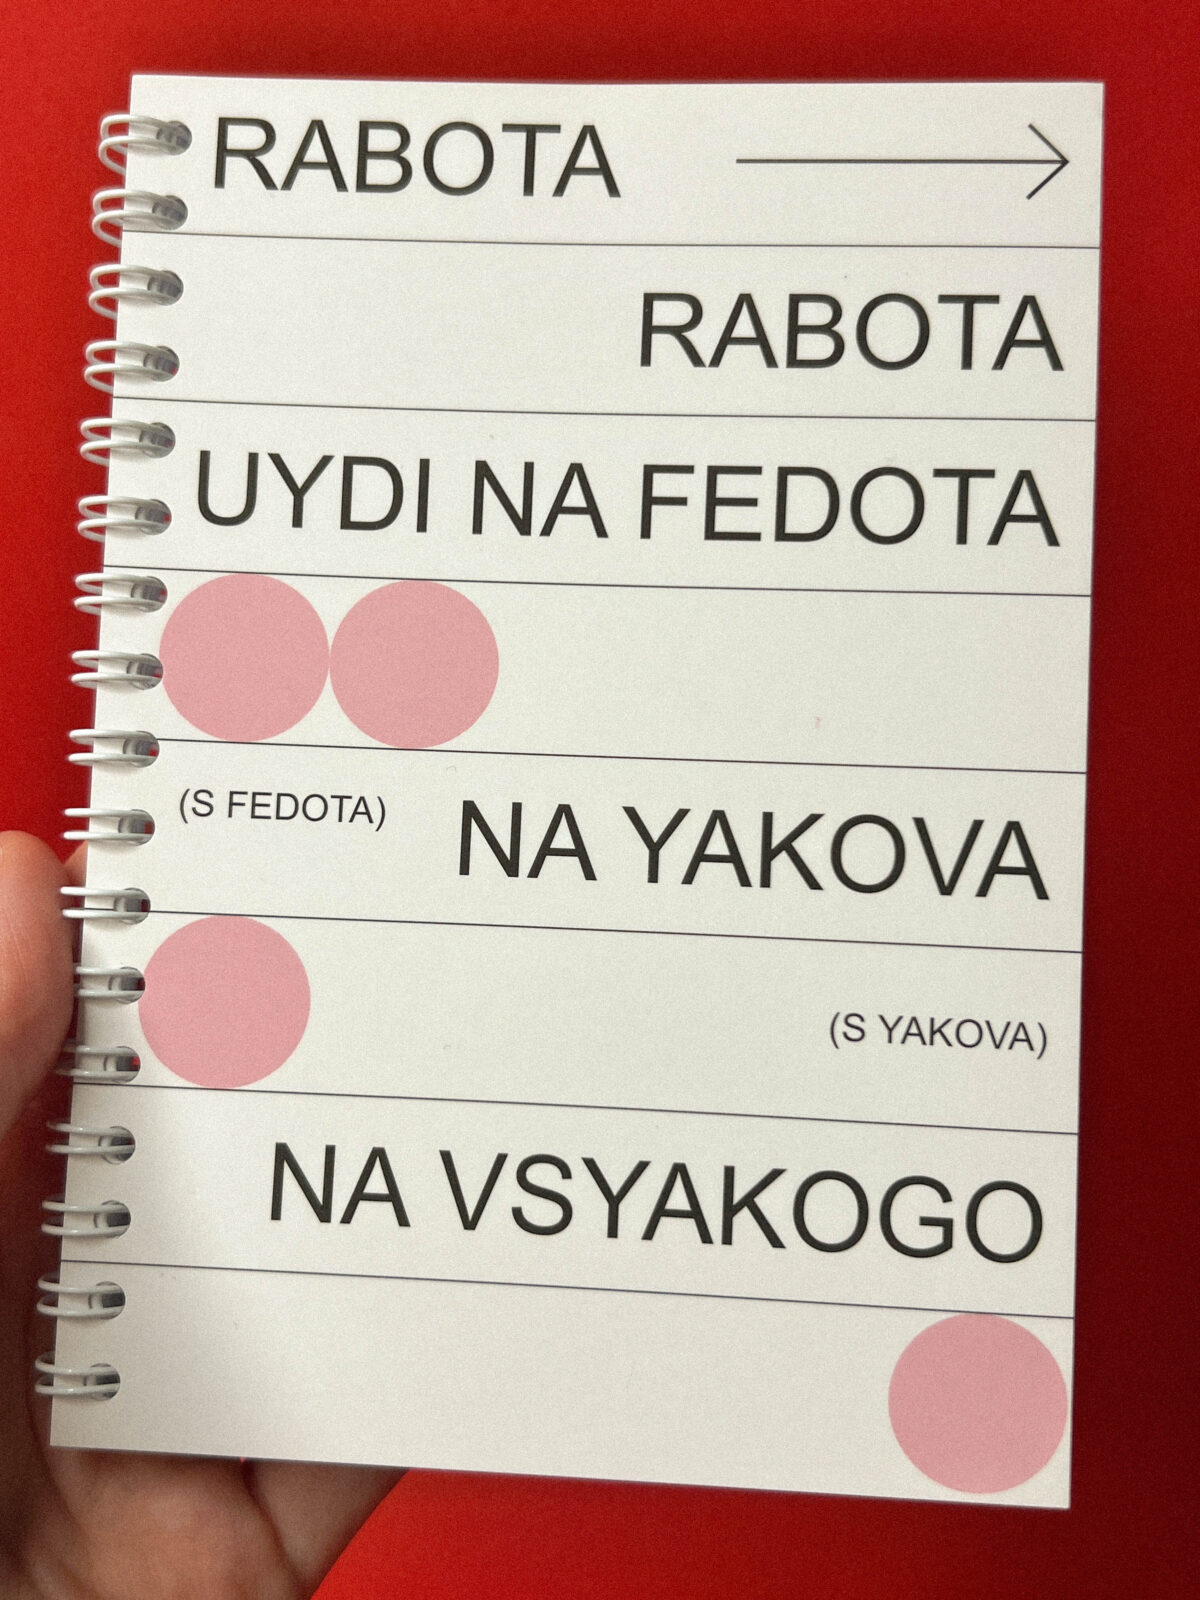 RABOTA
RABOTA
UYDI NA FEDOTA
(S FEDOTA) NA YAKOVA
(S YAKOVA)
NA VSYAKOGO